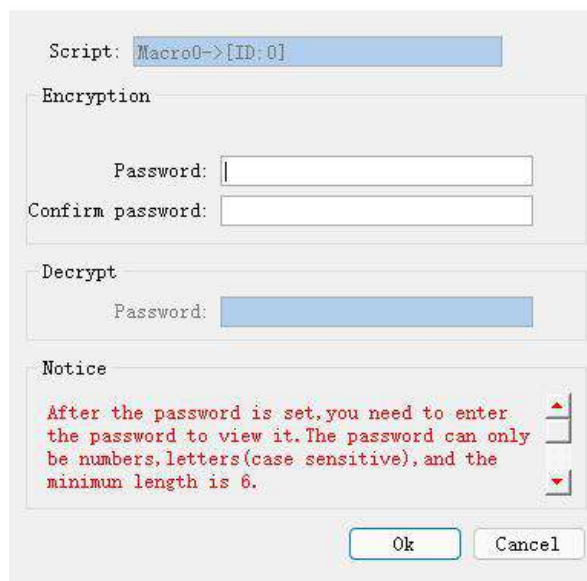 Script: Macro0->[ID:0]
Encryption
Password:
Confirm password:
Decrypt
Password:
Notice
After the password is set,you need to enter
the password to view it.The password can only
be numbers,letters(case sensitive),and the
minimun length is 6.
Ok Cancel